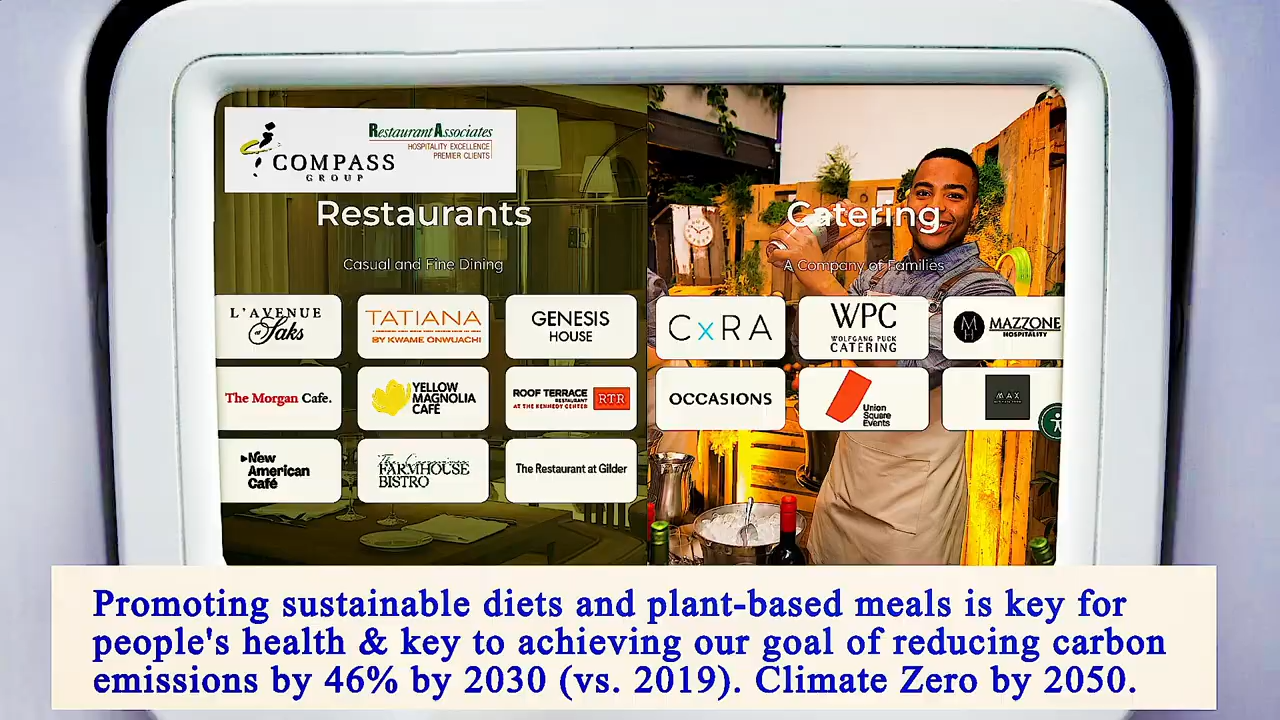 COMPASS
GROUP
Restaurant Associates
HOSPITALITY EXCELLENCE
PREMIER CLIENTS
Restaurants
Casual and Fine Dining
L'AVENUE
at Saks
TATIANA
BY KWAME ONWUACHI
GENESIS
HOUSE
The Morgan Cafe.
YELLOW
MAGNOLIA
CAFÉ
ROOF TERRACE
RESTAURANT
AT THE KENNEDY CENTER
RTR
New
American
Café
FARMHOUSE
BISTRO
The Restaurant at Gilder
Catering
A Company of Families
CxRA
WPC
WOLFGANG PUCK
CATERING
MH
MAZZONE
HOSPITALITY
OCCASIONS
Union
Square
Events
MAX
Promoting sustainable diets and plant-based meals is key for
people's health & key to achieving our goal of reducing carbon
emissions by 46% by 2030 (vs. 2019). Climate Zero by 2050.